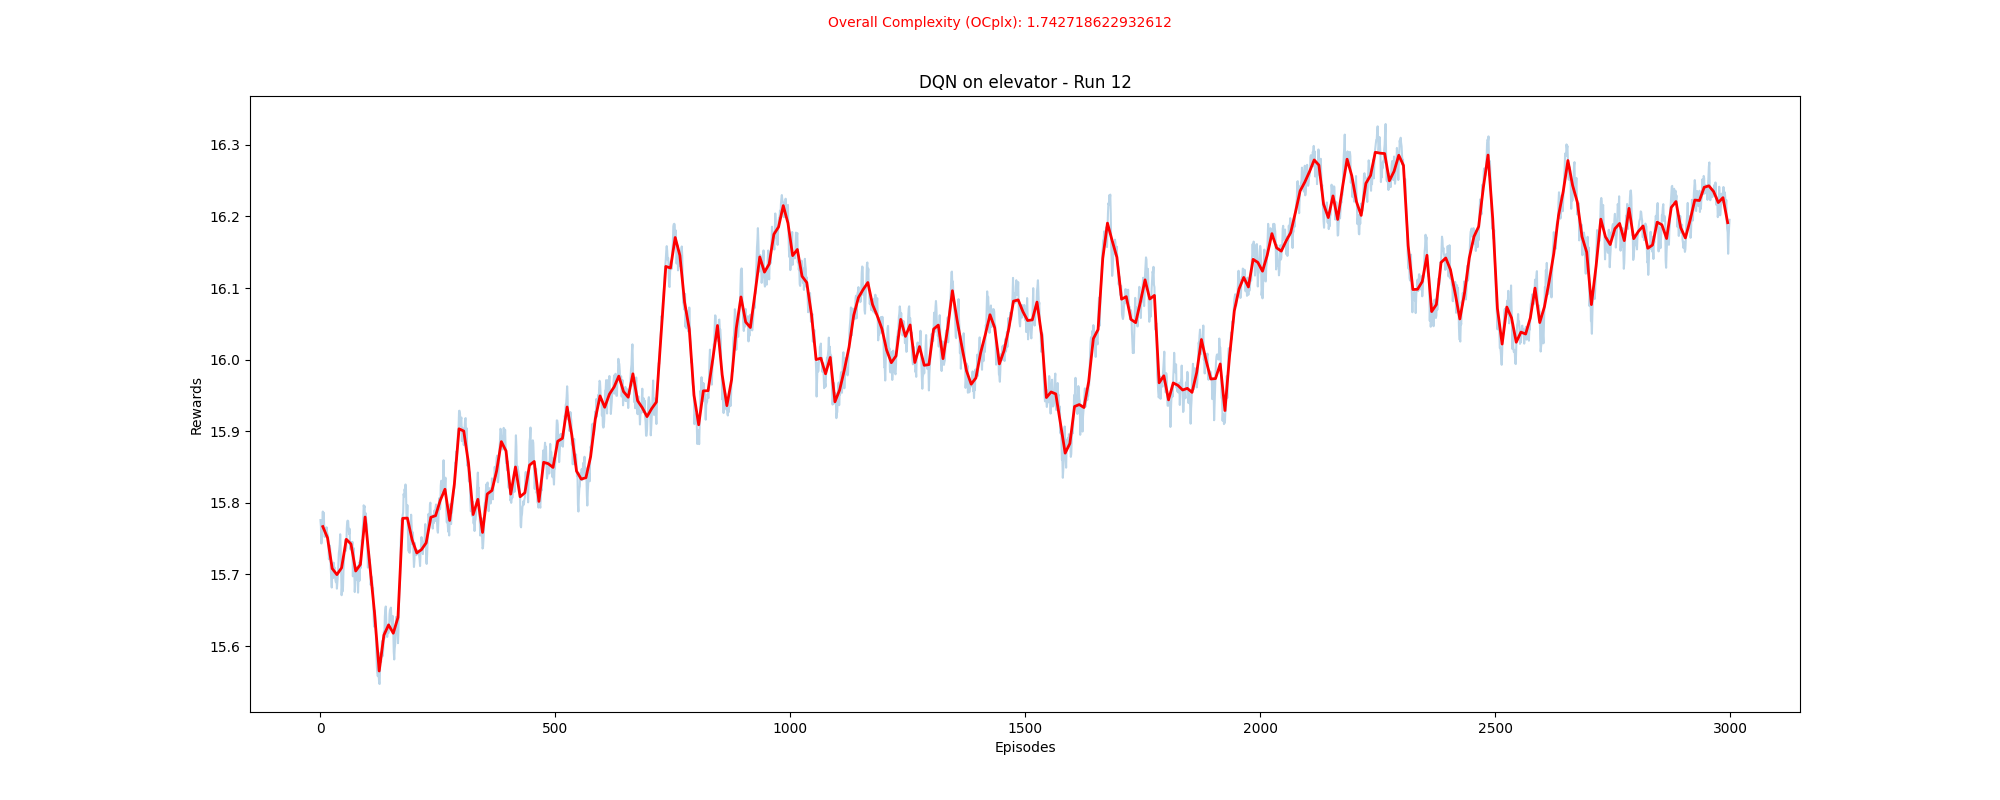 Overall Complexity (OCplx): 1.742718622932612
DQN on elevator - Run 12
16.3
16.2
16.1
16.0
15.9
15.8
15.7
15.6
Rewards
0 500 1000 1500 2000 2500 3000
Episodes